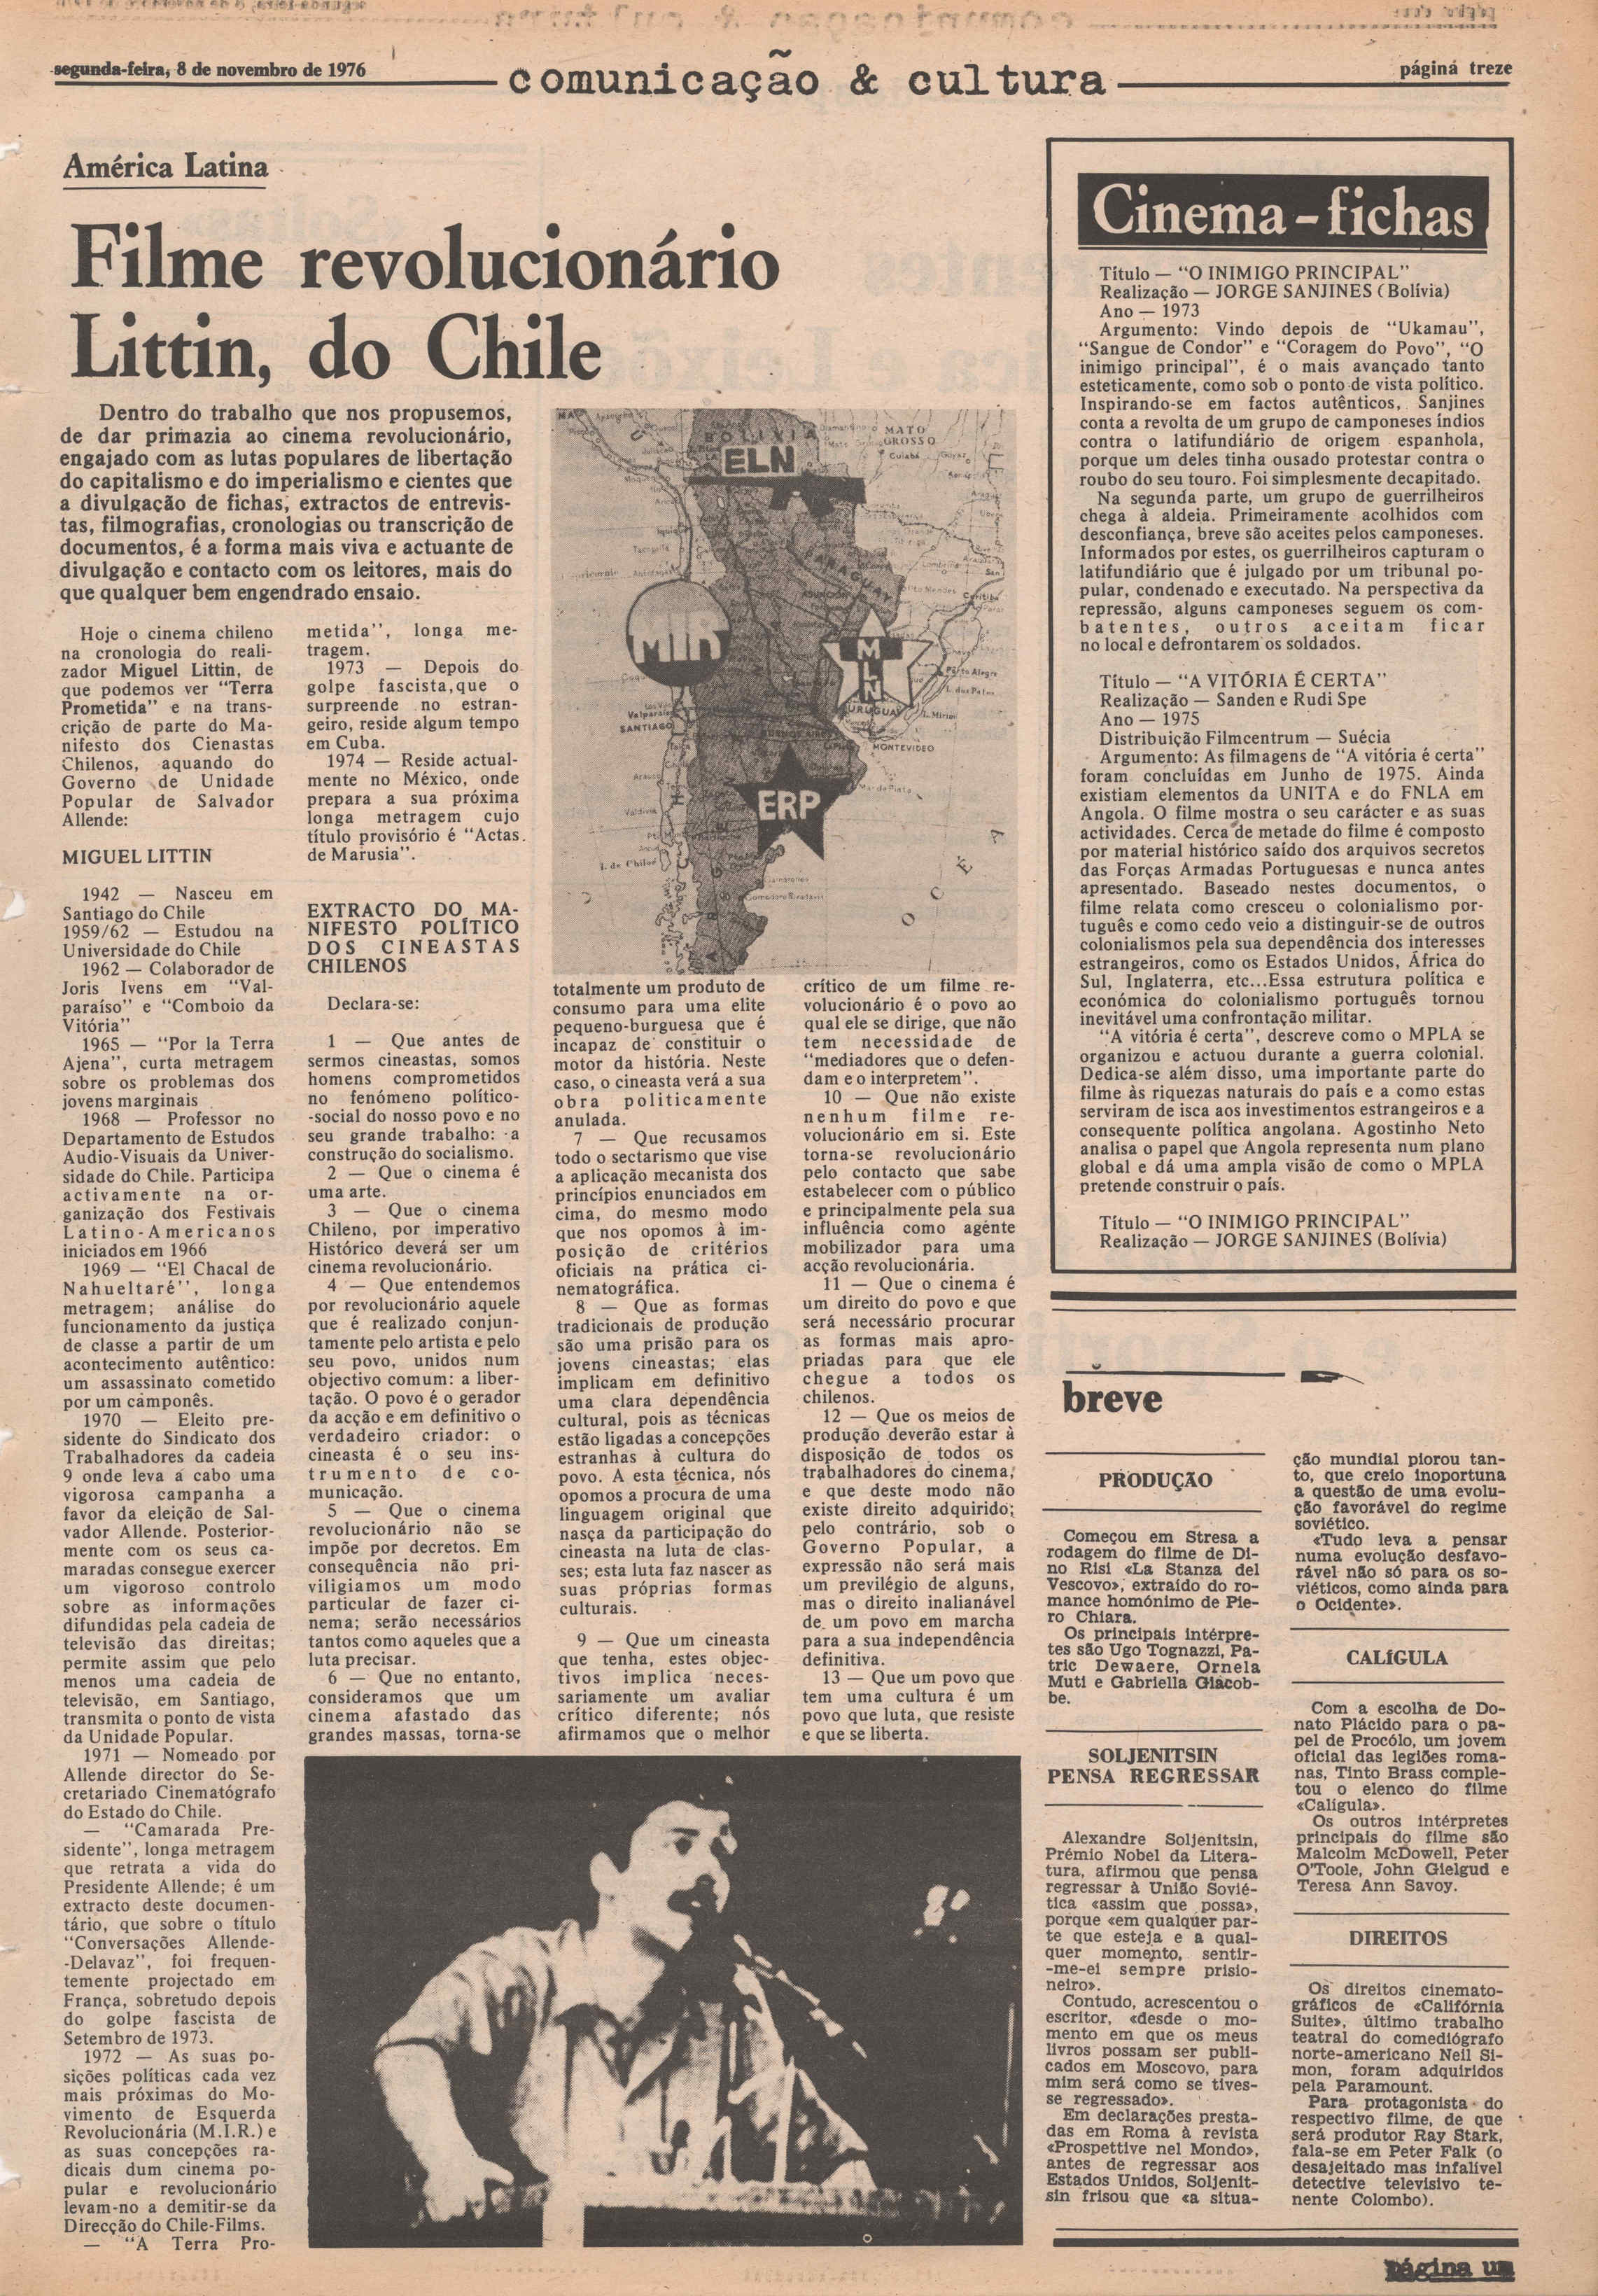 segunda-feira, 8 de novembro de 1976
comunicação & cultura
página treze
América Latina
Filme revolucionário
Littin, do Chile
Dentro do trabalho que nos propusemos,
de dar primazia ao cinema revolucionário,
engajado com as lutas populares de libertação
do capitalismo e do imperialismo e cientes que
a divulgação de fichas, extractos de entrevis-
tas, filmografias, cronologias ou transcrição de
documentos, é a forma mais viva e actuante de
divulgação e contacto com os leitores, mais do
que qualquer bem engendrado ensaio.
Hoje o cinema chileno
na cronologia do reali-
zador Miguel Littin, de
que podemos ver “Terra
Prometida” e na trans-
crição de parte do Ma-
nifesto dos Cienastas
Chilenos, aquando do
Governo de Unidade
Popular de Salvador
Allende:
MIGUEL LITTIN
1942 — Nasceu em
Santiago do Chile
1959/62 — Estudou na
Universidade do Chile
1962 — Colaborador de
Joris Ivens em “Val-
paraíso” e “Comboio da
Vitória”
1965 — “Por la Terra
Ajena”, curta metragem
sobre os problemas dos
jovens marginais
1968 — Professor no
Departamento de Estudos
Audio-Visuais da Univer-
sidade do Chile. Participa
activamente na or-
ganização dos Festivais
Latino-Americanos
iniciados em 1966
1969 — “El Chacal de
Nahueltaré”, longa
metragem; análise do
funcionamento da justiça
de classe a partir de um
acontecimento autêntico:
um assassinato cometido
por um camponês.
1970 — Eleito pre-
sidente do Sindicato dos
Trabalhadores da cadeia
9 onde leva a cabo uma
vigorosa campanha a
favor da eleição de Sal-
vador Allende. Posterior-
mente com os seus ca-
maradas consegue exercer
um vigoroso controlo
sobre as informações
difundidas pela cadeia de
televisão das direitas;
permite assim que pelo
menos uma cadeia de
televisão, em Santiago,
transmita o ponto de vista
da Unidade Popular.
1971 — Nomeado por
Allende director do Se-
cretariado Cinematógrafo
do Estado do Chile.
— “Camarada Pre-
sidente”, longa metragem
que retrata a vida do
Presidente Allende; é um
extracto deste documen-
tário, que sobre o título
“Conversações Allende-
-Delavaz”, foi frequen-
temente projectado em
França, sobretudo depois
do golpe fascista de
Setembro de 1973.
1972 — As suas po-
sições políticas cada vez
mais próximas do Mo-
vimento de Esquerda
Revolucionária (M.I.R.) e
as suas concepções ra-
dicais dum cinema po-
pular e revolucionário
levam-no a demitir-se da
Direcção do Chile-Films.
— “A Terra Pro-
metida”, longa me-
tragem.
1973 — Depois do
golpe fascista, que o
surpreende no estran-
geiro, reside algum tempo
em Cuba.
1974 — Reside actual-
mente no México, onde
prepara a sua próxima
longa metragem cujo
título provisório é “Actas
de Marusia”.
EXTRACTO DO MA-
NIFESTO POLÍTICO
DOS CINEASTAS
CHILENOS
Declara-se:
1 — Que antes de
sermos cineastas, somos
homens comprometidos
no fenómeno político-
-social do nosso povo e no
seu grande trabalho: a
construção do socialismo.
2 — Que o cinema é
uma arte.
3 — Que o cinema
Chileno, por imperativo
Histórico deverá ser um
cinema revolucionário.
4 — Que entendemos
por revolucionário aquele
que é realizado conjun-
tamente pelo artista e pelo
seu povo, unidos num
objectivo comum: a liber-
tação. O povo é o gerador
da acção e em definitivo o
verdadeiro criador: o
cineasta é o seu ins-
trumento de co-
municação.
5 — Que o cinema
revolucionário não se
impõe por decretos. Em
consequência não pri-
viligiamos um modo
particular de fazer ci-
nema; serão necessários
tantos como aqueles que a
luta precisar.
6 — Que no entanto,
consideramos que um
cinema afastado das
grandes massas, torna-se
BOLIVIA
ELN
MATO
GROSSO
Cuiabá
PARAGUAY
MIR
MLN
URUGUAY
Valparaiso
SANTIAGO
BUENOS AIRES
MONTEVIDEO
ERP
Mar de Plata
Porto Alegre
I. de Chiloé
Valdivia
Curitiba
Comodoro Rivadavia
O C E A
totalmente um produto de
consumo para uma elite
pequeno-burguesa que é
incapaz de constituir o
motor da história. Neste
caso, o cineasta verá a sua
obra politicamente
anulada.
7 — Que recusamos
todo o sectarismo que vise
a aplicação mecanista dos
princípios enunciados em
cima, do mesmo modo
que nos opomos à im-
posição de critérios
oficiais na prática ci-
nematográfica.
8 — Que as formas
tradicionais de produção
são uma prisão para os
jovens cineastas; elas
implicam em definitivo
uma clara dependência
cultural, pois as técnicas
estão ligadas a concepções
estranhas à cultura do
povo. A esta técnica, nós
opomos a procura de uma
linguagem original que
nasça da participação do
cineasta na luta de clas-
ses; esta luta faz nascer as
suas próprias formas
culturais.
9 — Que um cineasta
que tenha, estes objec-
tivos implica neces-
sariamente um avaliar
crítico diferente; nós
afirmamos que o melhor
crítico de um filme re-
volucionário é o povo ao
qual ele se dirige, que não
tem necessidade de
“mediadores que o defen-
dam e o interpretem”.
10 — Que não existe
nenhum filme re-
volucionário em si. Este
torna-se revolucionário
pelo contacto que sabe
estabelecer com o público
e principalmente pela sua
influência como agente
mobilizador para uma
acção revolucionária.
11 — Que o cinema é
um direito do povo e que
será necessário procurar
as formas mais apro-
priadas para que ele
chegue a todos os
chilenos.
12 — Que os meios de
produção deverão estar à
disposição de todos os
trabalhadores do cinema,
e que deste modo não
existe direito adquirido;
pelo contrário, sob o
Governo Popular, a
expressão não será mais
um previlégio de alguns,
mas o direito inalianável
de um povo em marcha
para a sua independência
definitiva.
13 — Que um povo que
tem uma cultura é um
povo que luta, que resiste
e que se liberta.
Cinema-fichas
Título — “O INIMIGO PRINCIPAL”
Realização — JORGE SANJINES (Bolívia)
Ano — 1973
Argumento: Vindo depois de “Ukamau”,
“Sangue de Condor” e “Coragem do Povo”, “O
inimigo principal”, é o mais avançado tanto
esteticamente, como sob o ponto de vista político.
Inspirando-se em factos autênticos, Sanjines
conta a revolta de um grupo de camponeses índios
contra o latifundiário de origem espanhola,
porque um deles tinha ousado protestar contra o
roubo do seu touro. Foi simplesmente decapitado.
Na segunda parte, um grupo de guerrilheiros
chega à aldeia. Primeiramente acolhidos com
desconfiança, breve são aceites pelos camponeses.
Informados por estes, os guerrilheiros capturam o
latifundiário que é julgado por um tribunal po-
pular, condenado e executado. Na perspectiva da
repressão, alguns camponeses seguem os com-
batentes, outros aceitam ficar
no local e defrontarem os soldados.
Título — “A VITÓRIA É CERTA”
Realização — Sanden e Rudi Spe
Ano — 1975
Distribuição Filmcentrum — Suécia
Argumento: As filmagens de “A vitória é certa”
foram concluídas em Junho de 1975. Ainda
existiam elementos da UNITA e do FNLA em
Angola. O filme mostra o seu carácter e as suas
actividades. Cerca de metade do filme é composto
por material histórico saído dos arquivos secretos
das Forças Armadas Portuguesas e nunca antes
apresentado. Baseado nestes documentos, o
filme relata como cresceu o colonialismo por-
tuguês e como cedo veio a distinguir-se de outros
colonialismos pela sua dependência dos interesses
estrangeiros, como os Estados Unidos, África do
Sul, Inglaterra, etc...Essa estrutura política e
económica do colonialismo português tornou
inevitável uma confrontação militar.
“A vitória é certa”, descreve como o MPLA se
organizou e actuou durante a guerra colonial.
Dedica-se além disso, uma importante parte do
filme às riquezas naturais do país e a como estas
serviram de isca aos investimentos estrangeiros e a
consequente política angolana. Agostinho Neto
analisa o papel que Angola representa num plano
global e dá uma ampla visão de como o MPLA
pretende construir o país.
Título — “O INIMIGO PRINCIPAL”
Realização — JORGE SANJINES (Bolívia)
breve
PRODUÇÃO
Começou em Stresa a
rodagem do filme de Di-
no Risi «La Stanza del
Vescovo», extraído do ro-
mance homónimo de Pie-
ro Chiara.
Os principais intérpre-
tes são Ugo Tognazzi, Pa-
tric Dewaere, Ornela
Muti e Gabriella Giacob-
be.
SOLJENITSIN
PENSA REGRESSAR
Alexandre Soljenitsin,
Prémio Nobel da Litera-
tura, afirmou que pensa
regressar à União Sovié-
tica «assim que possa»,
porque «em qualquer par-
te que esteja e a qual-
quer momento, sentir-
-me-ei sempre prisio-
neiro».
Contudo, acrescentou o
escritor, «desde o mo-
mento em que os meus
livros possam ser publi-
cados em Moscovo, para
mim será como se tives-
se regressado».
Em declarações presta-
das em Roma à revista
«Prospettive nel Mondo»,
antes de regressar aos
Estados Unidos, Soljenit-
sin frisou que «a situa-
ção mundial piorou tan-
to, que creio inoportuna
a questão de uma evolu-
ção favorável do regime
soviético.
«Tudo leva a pensar
numa evolução desfavo-
rável não só para os so-
viéticos, como ainda para
o Ocidente».
CALÍGULA
Com a escolha de Do-
nato Plácido para o pa-
pel de Procólo, um jovem
oficial das legiões roma-
nas, Tinto Brass comple-
tou o elenco do filme
«Calígula».
Os outros intérpretes
principais do filme são
Malcolm McDowell, Peter
O'Toole, John Gielgud e
Teresa Ann Savoy.
DIREITOS
Os direitos cinemato-
gráficos de «Califórnia
Suite», último trabalho
teatral do comediógrafo
norte-americano Neil Si-
mon, foram adquiridos
pela Paramount.
Para protagonista do
respectivo filme, de que
será produtor Ray Stark,
fala-se em Peter Falk (o
desajeitado mas infalível
detective televisivo te-
nente Colombo).
página um